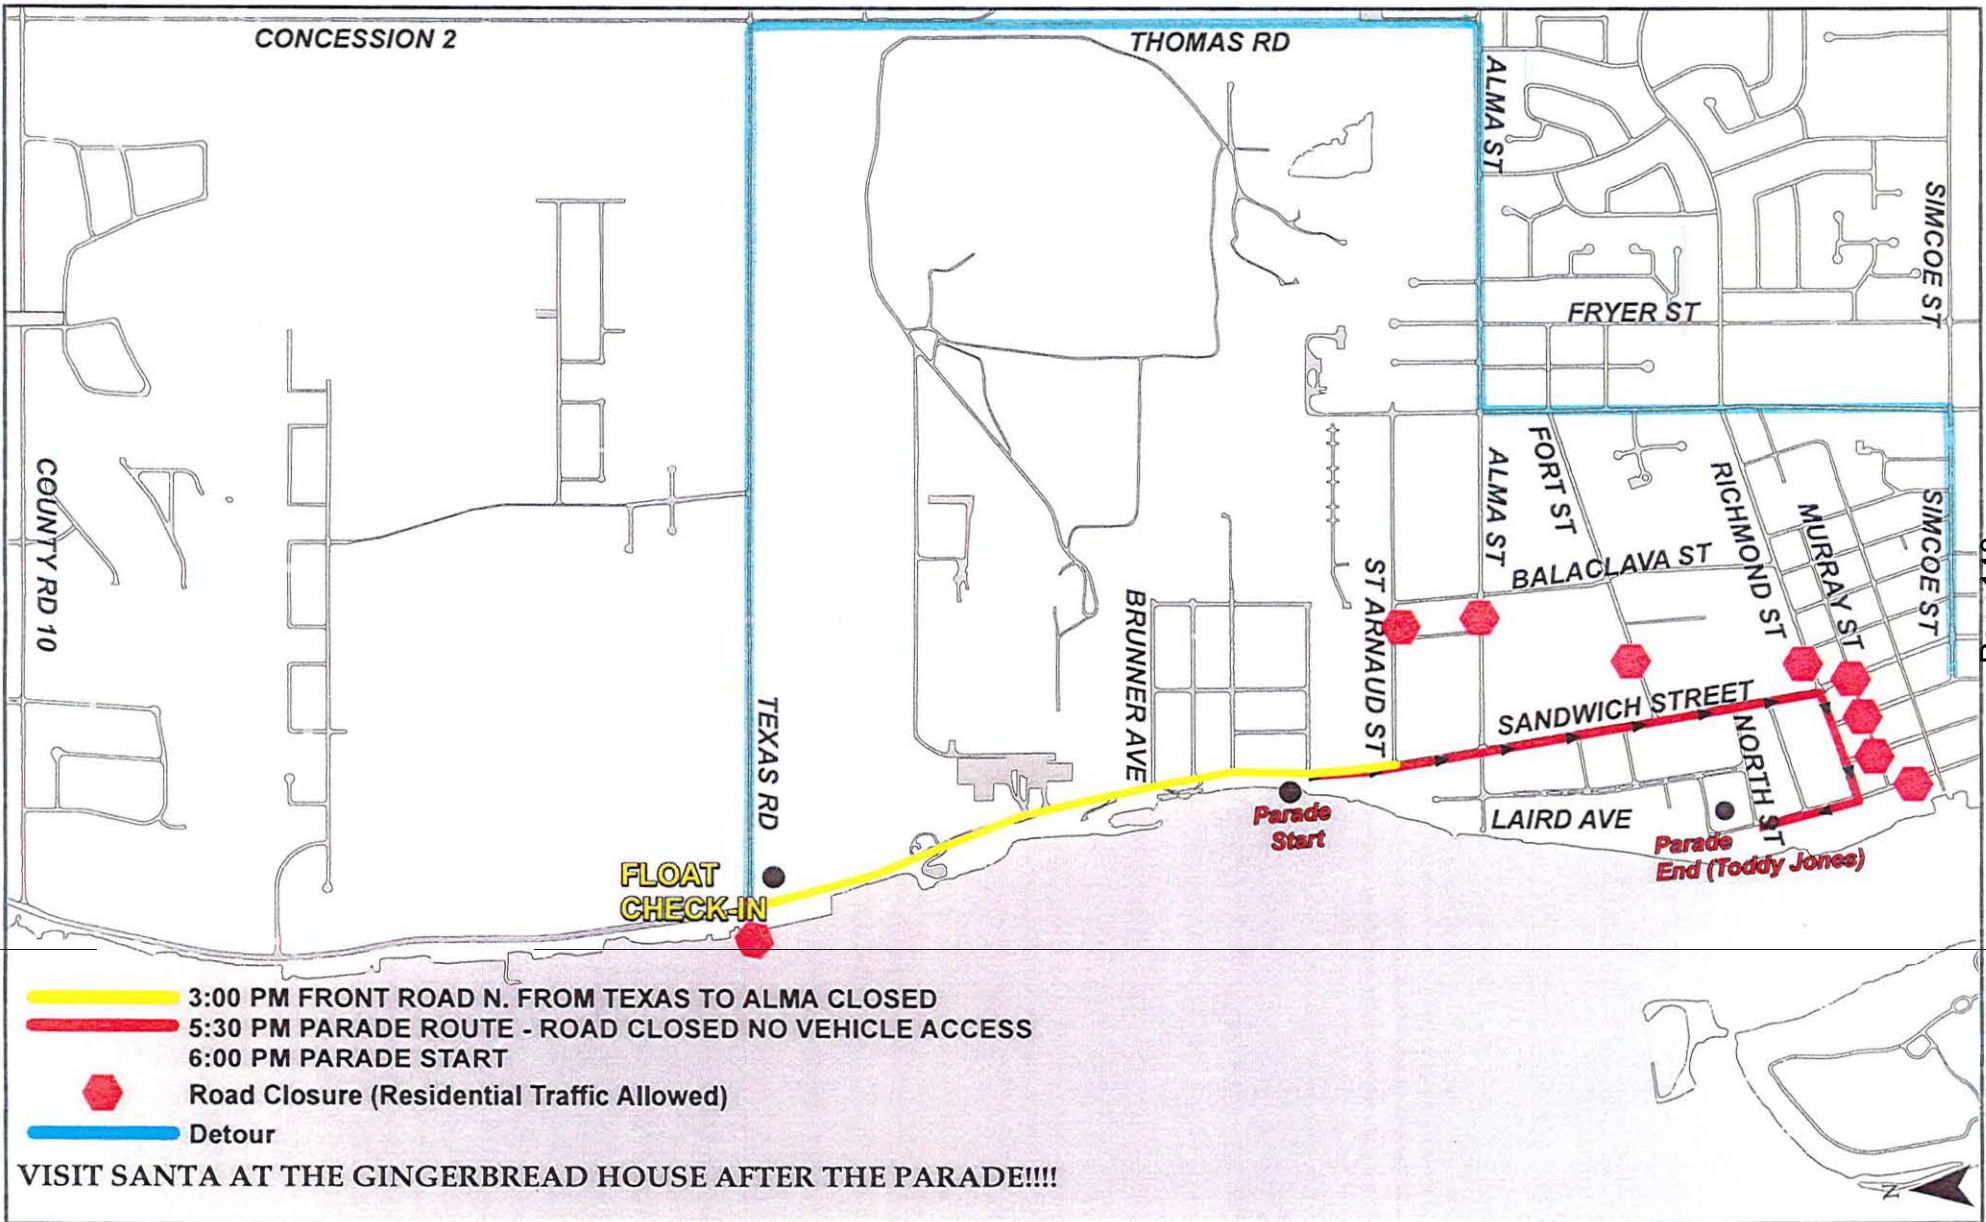 CONCESSION 2
THOMAS RD
ALMA ST
SIMCOE ST
FRYER ST
COUNTY RD 10
ALMA ST
FORT ST
RICHMOND ST
MURRAY ST
SIMCOE ST
BALACLAVA ST
ST ARNAUD ST
BRUNNER AVE
TEXAS RD
SANDWICH STREET
NORTH ST
LAIRD AVE
Parade
Start
Parade
End (Toddy Jones)
FLOAT
CHECK-IN
3:00 PM FRONT ROAD N. FROM TEXAS TO ALMA CLOSED
5:30 PM PARADE ROUTE - ROAD CLOSED NO VEHICLE ACCESS
6:00 PM PARADE START
Road Closure (Residential Traffic Allowed)
Detour
VISIT SANTA AT THE GINGERBREAD HOUSE AFTER THE PARADE!!!!
N